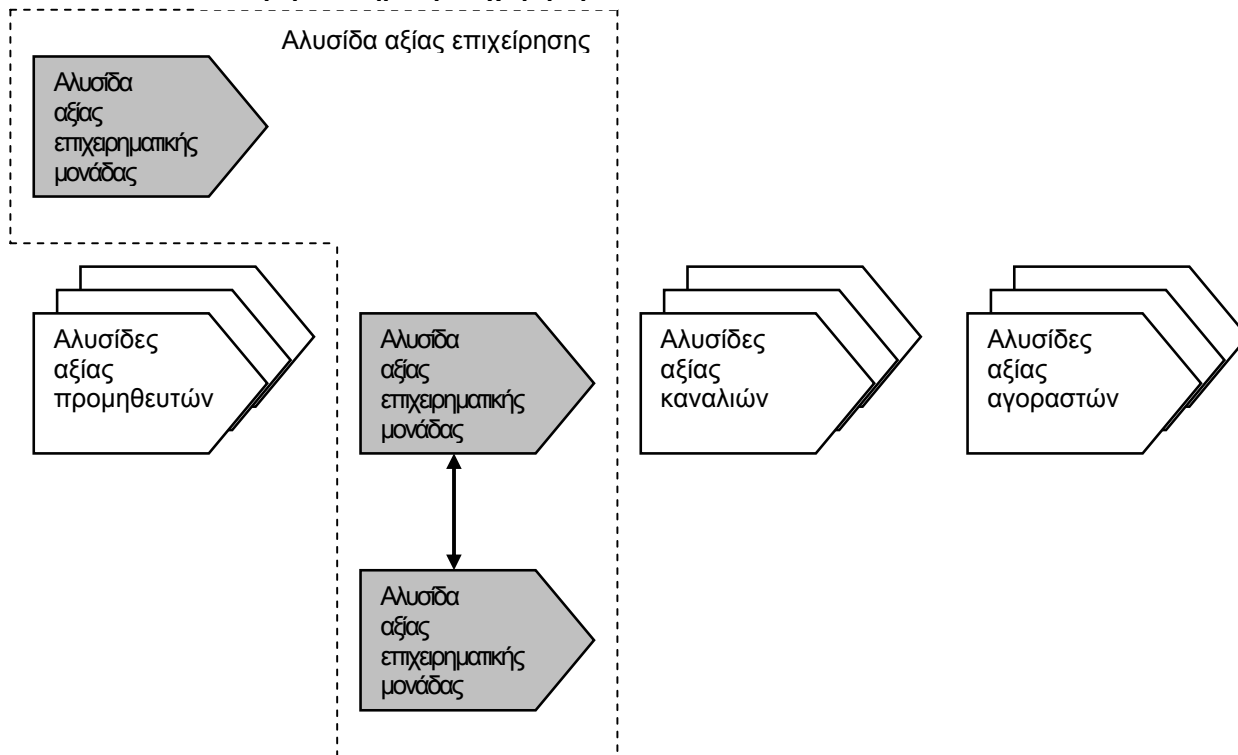 Αλυσίδα αξίας επιχείρησης
Αλυσίδα
αξίας
επιχειρηματικής
μονάδας
Αλυσίδες
αξίας
προμηθευτών
Αλυσίδα
αξίας
επιχειρηματικής
μονάδας
Αλυσίδες
αξίας
καναλιών
Αλυσίδες
αξίας
αγοραστών
Αλυσίδα
αξίας
επιχειρηματικής
μονάδας